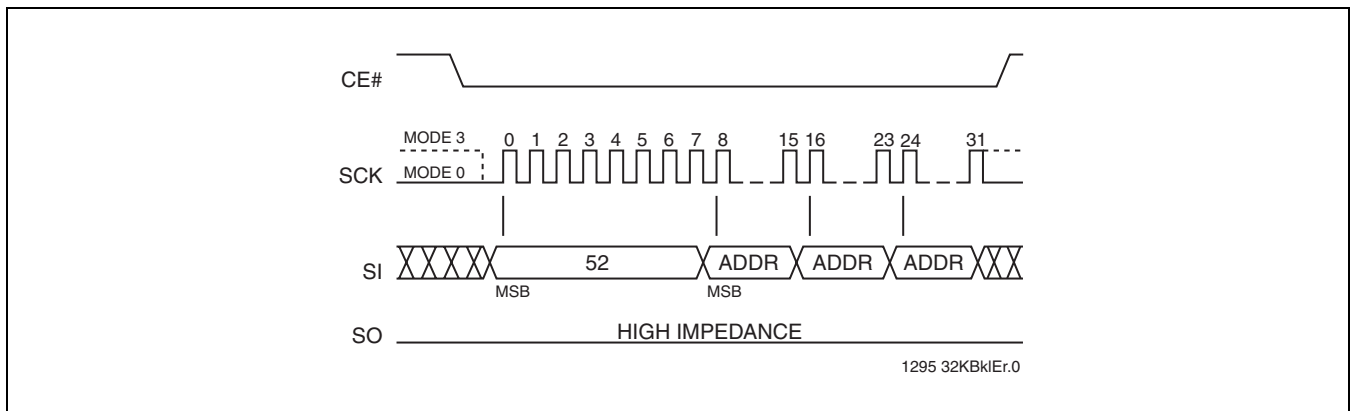 CE#
MODE 3
0 1 2 3 4 5 6 7 8 15 16 23 24 31
SCK MODE 0
SI 52 ADDR ADDR ADDR
MSB MSB
SO HIGH IMPEDANCE
1295 32KBklEr.0